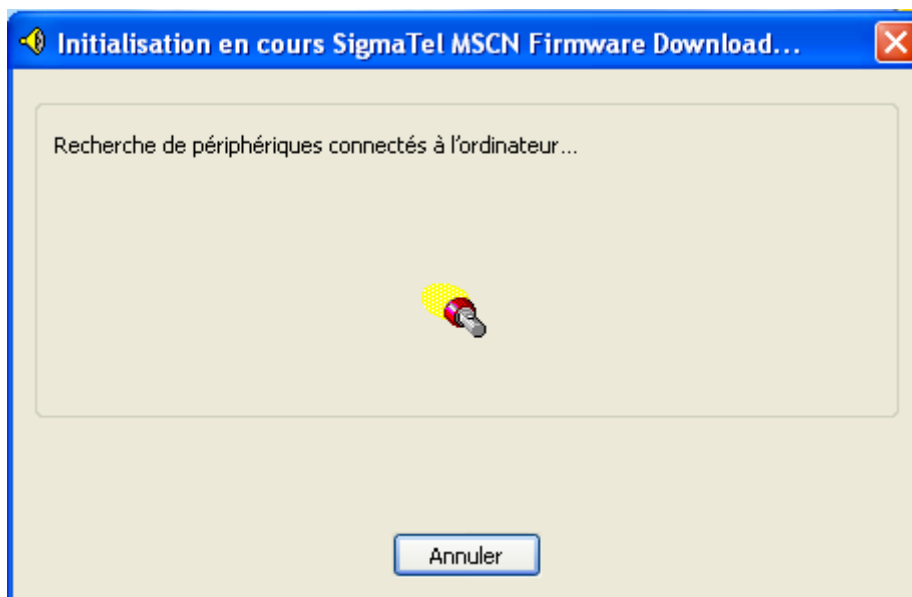 Initialisation en cours SigmaTel MSCN Firmware Download...
Recherche de périphériques connectés à l'ordinateur...
Annuler